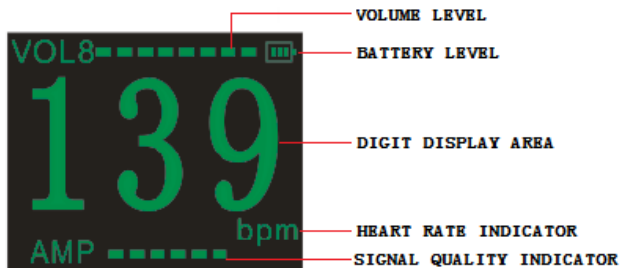 VOLUME LEVEL
VOL8
BATTERY LEVEL
139
DIGIT DISPLAY AREA
bpm
HEART RATE INDICATOR
AMP
SIGNAL QUALITY INDICATOR